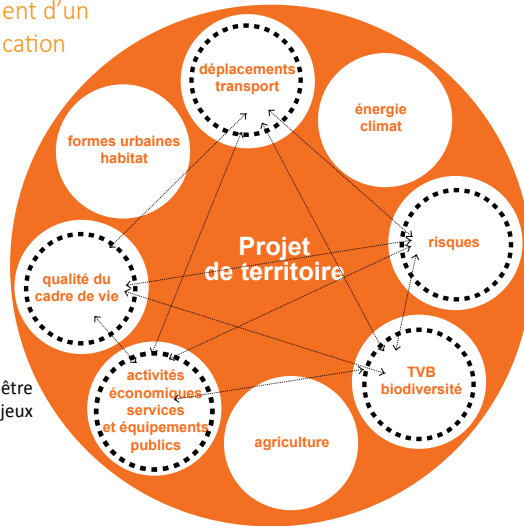 ent d'un
cation
déplacements
transport
énergie
climat
formes urbaines
habitat
risques
Projet
de territoire
qualité du
cadre de vie
TVB
biodiversité
activités
économiques
services
et équipements
publics
agriculture
être
jeux